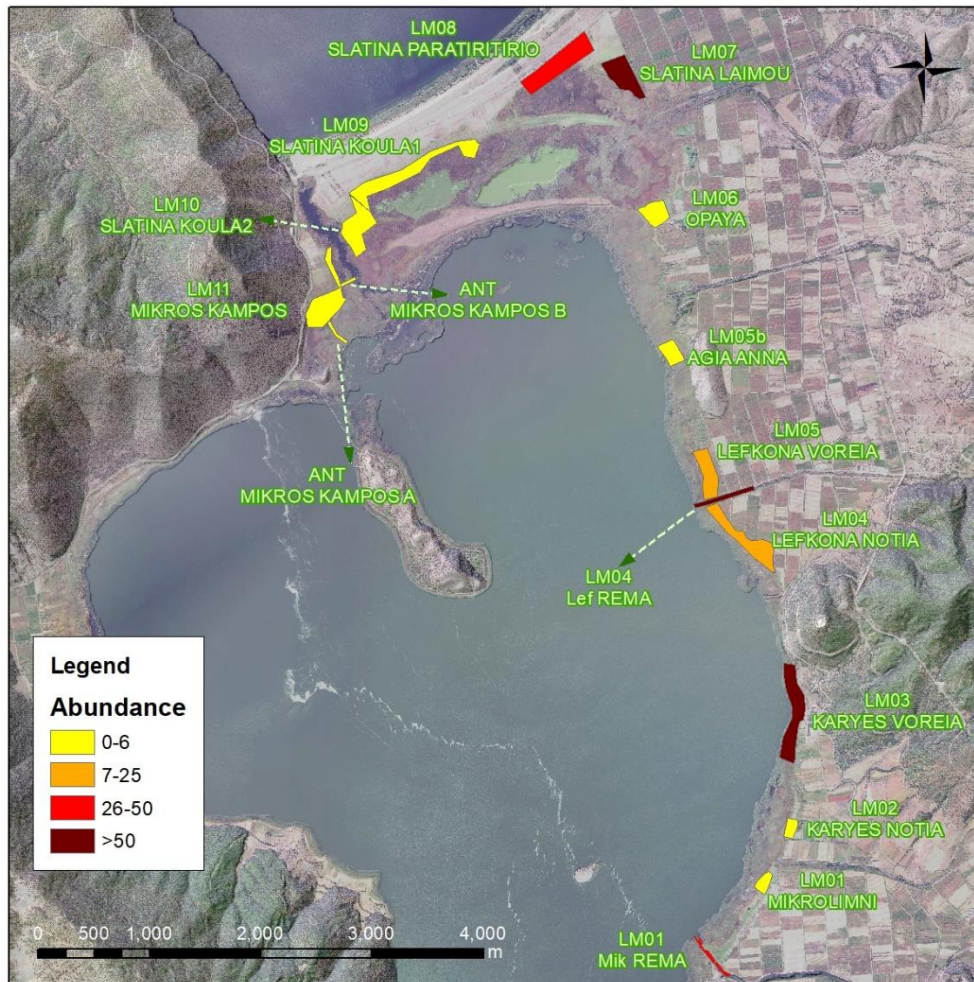 LM08
SLATINA PARATIRITIRIO
LM07
SLATINA LAIMOU
LM09
SLATINA KOULA1
LM10
SLATINA KOULA2
LM06
OPAYA
LM11
MIKROS KAMPOS
ANT
MIKROS KAMPOS B
LM05b
AGIA ANNA
LM05
LEFKONA VOREIA
ANT
MIKROS KAMPOS A
LM04
LEFKONA NOTIA
LM04
Lef REMA
LM03
KARYES VOREIA
LM02
KARYES NOTIA
LM01
MIKROLIMNI
LM01
Mik REMA
Legend
Abundance
0-6
7-25
26-50
>50
0 500 1,000 2,000 3,000 4,000
m